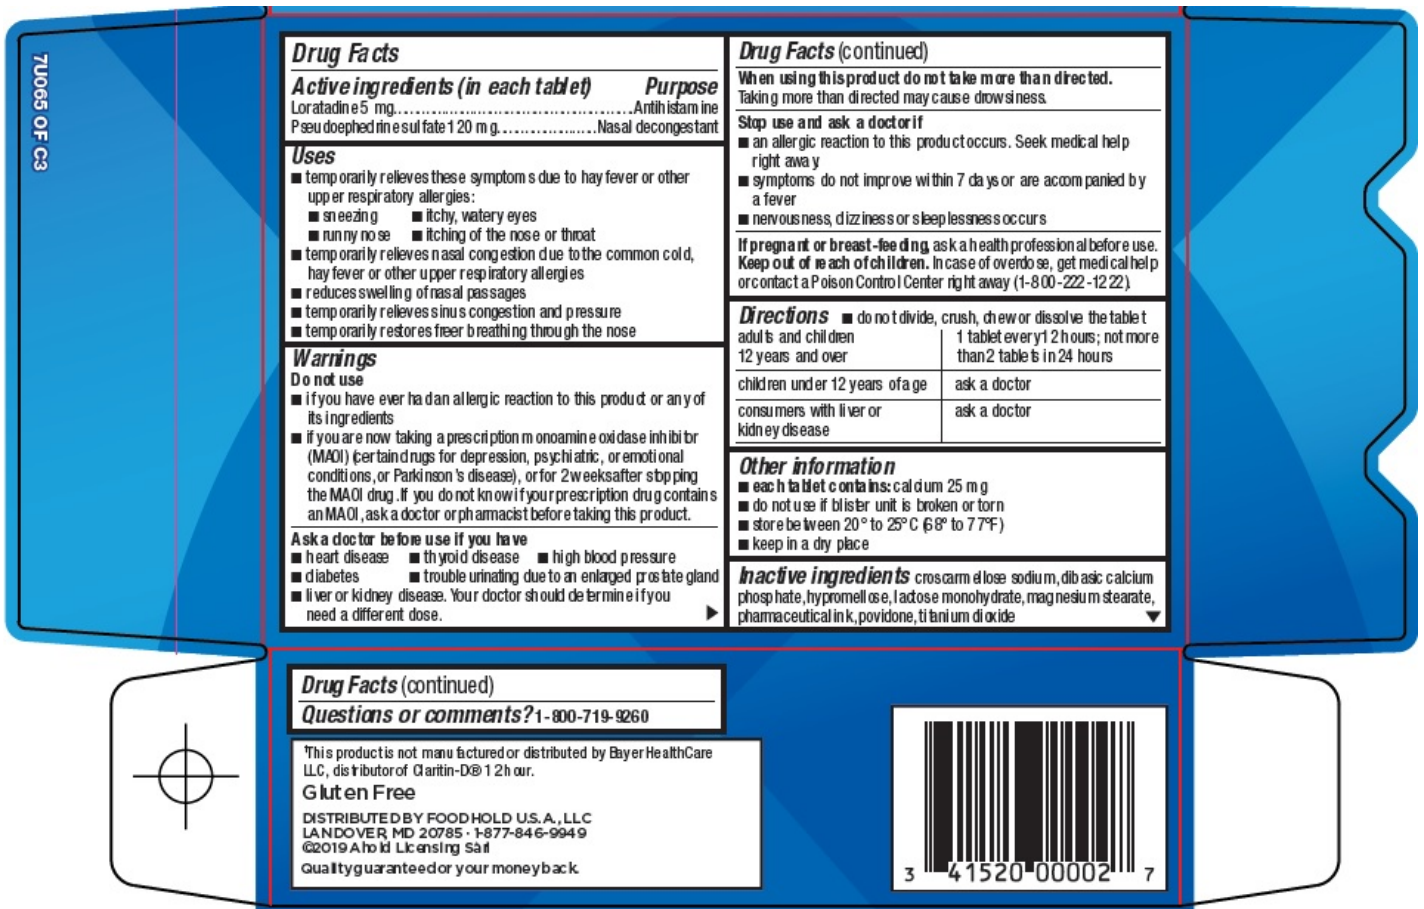 7U065 OF C3
Drug Facts
Active ingredients (in each tablet) Purpose
Loratadine 5 mg.......................................................Antihistamine
Pseudoephedrine sulfate 120 mg......................Nasal decongestant
Uses
■ temporarily relieves these symptoms due to hay fever or other
upper respiratory allergies:
■ sneezing ■ itchy, watery eyes
■ runny nose ■ itching of the nose or throat
■ temporarily relieves nasal congestion due to the common cold,
hay fever or other upper respiratory allergies
■ reduces swelling of nasal passages
■ temporarily relieves sinus congestion and pressure
■ temporarily restores freer breathing through the nose
Warnings
Do not use
■ if you have ever had an allergic reaction to this product or any of
its ingredients
■ if you are now taking a prescription monoamine oxidase inhibitor
(MAOI) (certain drugs for depression, psychiatric, or emotional
conditions, or Parkinson's disease), or for 2 weeks after stopping
the MAOI drug. If you do not know if your prescription drug contains
an MAOI, ask a doctor or pharmacist before taking this product.
Ask a doctor before use if you have
■ heart disease ■ thyroid disease ■ high blood pressure
■ diabetes ■ trouble urinating due to an enlarged prostate gland
■ liver or kidney disease. Your doctor should determine if you
need a different dose.
Drug Facts (continued)
When using this product do not take more than directed.
Taking more than directed may cause drowsiness.
Stop use and ask a doctor if
■ an allergic reaction to this product occurs. Seek medical help
right away.
■ symptoms do not improve within 7 days or are accompanied by
a fever
■ nervousness, dizziness or sleeplessness occurs
If pregnant or breast-feeding, ask a health professional before use.
Keep out of reach of children. In case of overdose, get medical help
or contact a Poison Control Center right away (1-800-222-1222).
Directions ■ do not divide, crush, chew or dissolve the tablet
adults and children 1 tablet every 12 hours; not more
12 years and over than 2 tablets in 24 hours
children under 12 years of age ask a doctor
consumers with liver or ask a doctor
kidney disease
Other information
■ each tablet contains: calcium 25 mg
■ do not use if blister unit is broken or torn
■ store between 20° to 25°C (68° to 77°F)
■ keep in a dry place
Inactive ingredients croscarmellose sodium, dibasic calcium
phosphate, hypromellose, lactose monohydrate, magnesium stearate,
pharmaceutical ink, povidone, titanium dioxide
Drug Facts (continued)
Questions or comments? 1-800-719-9260
†This product is not manufactured or distributed by Bayer HealthCare
LLC, distributor of Claritin-D® 12 hour.
Gluten Free
DISTRIBUTED BY FOODHOLD U.S.A., LLC
LANDOVER, MD 20785 · 1-877-846-9949
©2019 Ahold Licensing Sàrl
Quality guaranteed or your money back.
3 41520 00002 7